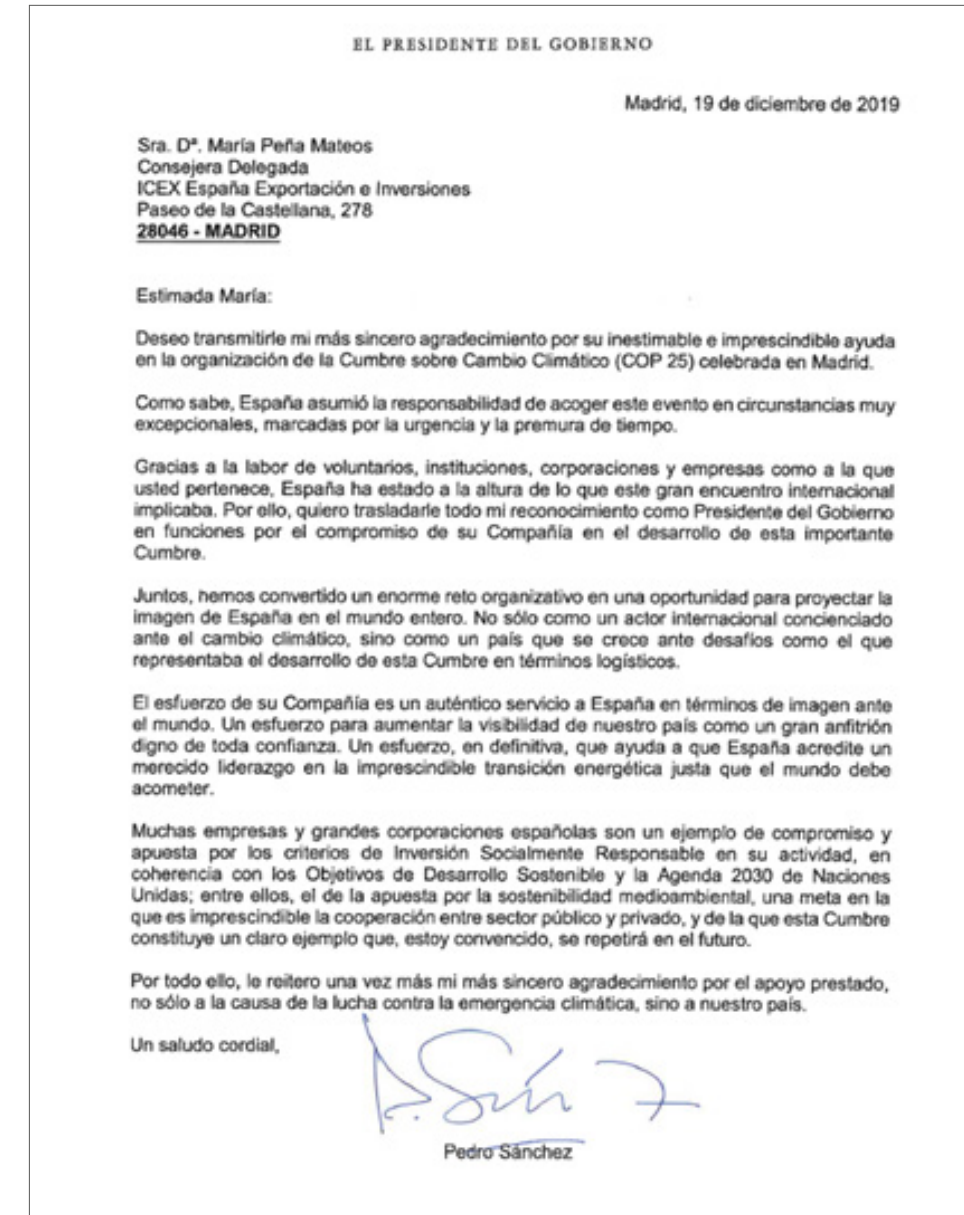 EL PRESIDENTE DEL GOBIERNO
Madrid, 19 de diciembre de 2019
Sra. Dª. María Peña Mateos
Consejera Delegada
ICEX España Exportación e Inversiones
Paseo de la Castellana, 278
28046 - MADRID
Estimada María:
Deseo transmitirle mi más sincero agradecimiento por su inestimable e imprescindible ayuda
en la organización de la Cumbre sobre Cambio Climático (COP 25) celebrada en Madrid.
Como sabe, España asumió la responsabilidad de acoger este evento en circunstancias muy
excepcionales, marcadas por la urgencia y la premura de tiempo.
Gracias a la labor de voluntarios, instituciones, corporaciones y empresas como a la que
usted pertenece, España ha estado a la altura de lo que este gran encuentro internacional
implicaba. Por ello, quiero trasladarle todo mi reconocimiento como Presidente del Gobierno
en funciones por el compromiso de su Compañía en el desarrollo de esta importante
Cumbre.
Juntos, hemos convertido un enorme reto organizativo en una oportunidad para proyectar la
imagen de España en el mundo entero. No sólo como un actor internacional concienciado
ante el cambio climático, sino como un país que se crece ante desafíos como el que
representaba el desarrollo de esta Cumbre en términos logísticos.
El esfuerzo de su Compañía es un auténtico servicio a España en términos de imagen ante
el mundo. Un esfuerzo para aumentar la visibilidad de nuestro país como un gran anfitrión
digno de toda confianza. Un esfuerzo, en definitiva, que ayuda a que España acredite un
merecido liderazgo en la imprescindible transición energética justa que el mundo debe
acometer.
Muchas empresas y grandes corporaciones españolas son un ejemplo de compromiso y
apuesta por los criterios de Inversión Socialmente Responsable en su actividad, en
coherencia con los Objetivos de Desarrollo Sostenible y la Agenda 2030 de Naciones
Unidas; entre ellos, el de la apuesta por la sostenibilidad medioambiental, una meta en la
que es imprescindible la cooperación entre sector público y privado, y de la que esta Cumbre
constituye un claro ejemplo que, estoy convencido, se repetirá en el futuro.
Por todo ello, le reitero una vez más mi más sincero agradecimiento por el apoyo prestado,
no sólo a la causa de la lucha contra la emergencia climática, sino a nuestro país.
Un saludo cordial,
Pedro Sánchez